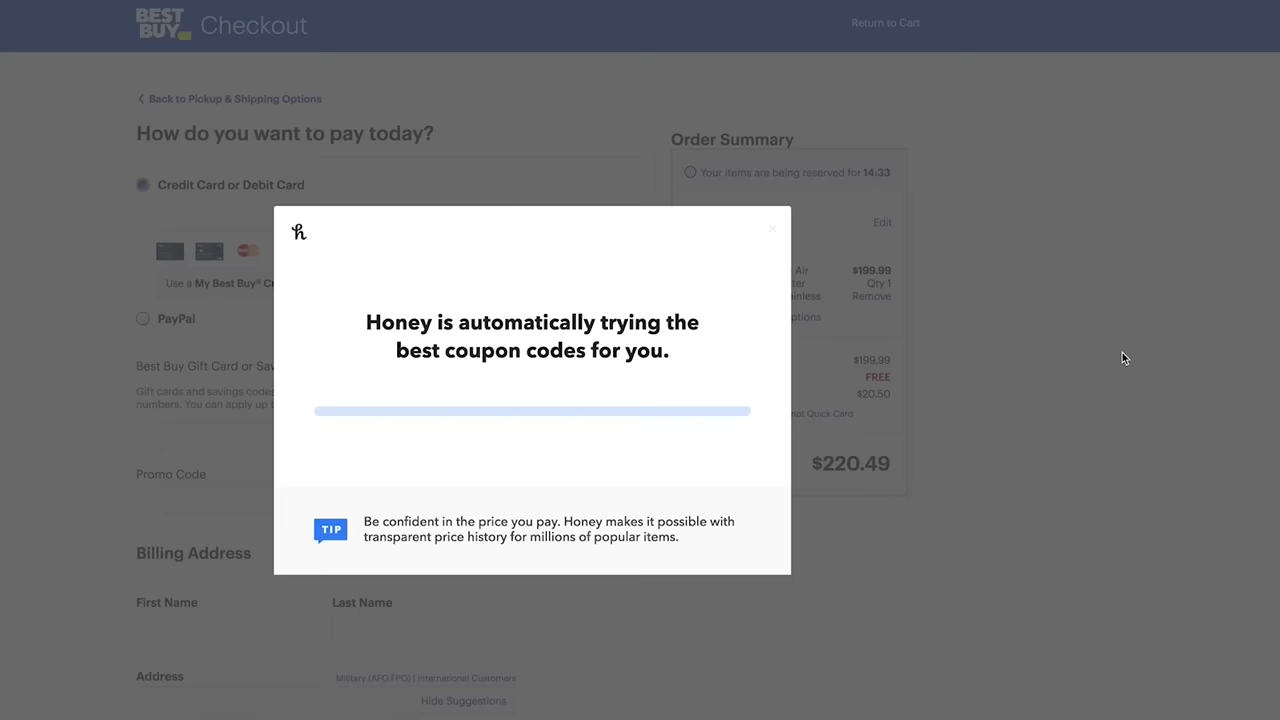 BEST BUY
Checkout
Return to Cart
Back to Pickup & Shipping Options
How do you want to pay today?
Order Summary
Your items are being reserved for 14:33
Credit Card or Debit Card
Edit
Use a My Best Buy®
Air
$199.99
Qty 1
Remove
PayPal
Best Buy Gift Card or
Gift cards and savings
numbers. You can apply up
$199.99
FREE
$20.50
Quick Card
$220.49
Promo Code
h
Honey is automatically trying the
best coupon codes for you.
TIP
Be confident in the price you pay. Honey makes it possible with
transparent price history for millions of popular items.
Billing Address
First Name
Last Name
Address
Military (AFO,FPO) | International Customers
Hide Suggestions